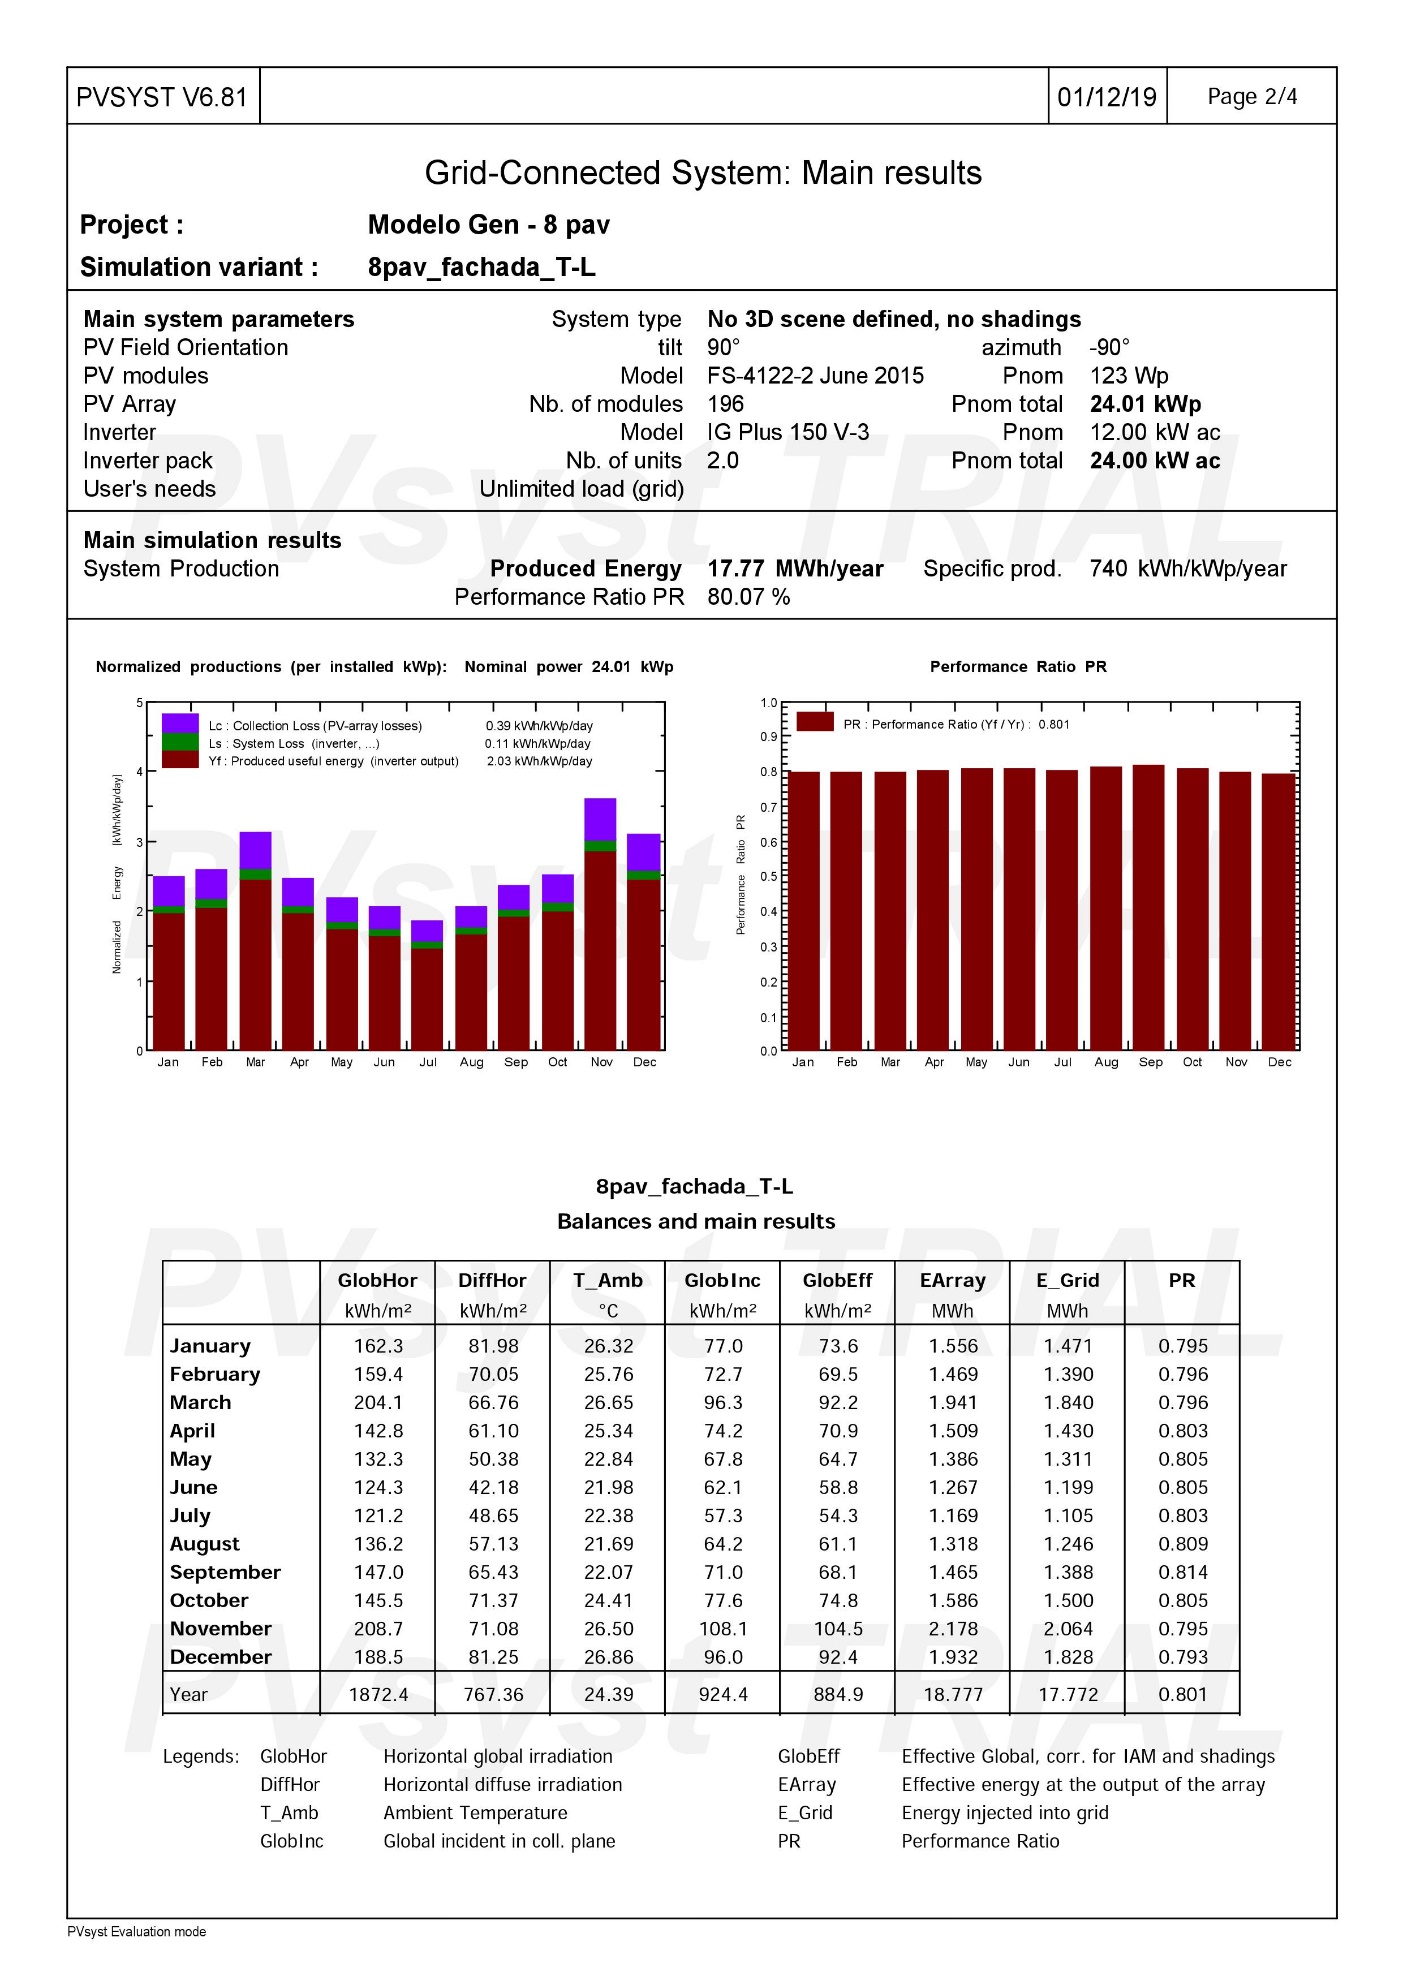 PVSYST V6.81 01/12/19 Page 2/4
Grid-Connected System: Main results
Project : Modelo Gen - 8 pav
Simulation variant : 8pav_fachada_T-L
Main system parameters System type No 3D scene defined, no shadings
PV Field Orientation tilt 90° azimuth -90°
PV modules Model FS-4122-2 June 2015 Pnom 123 Wp
PV Array Nb. of modules 196 Pnom total 24.01 kWp
Inverter Model IG Plus 150 V-3 Pnom 12.00 kW ac
Inverter pack Nb. of units 2.0 Pnom total 24.00 kW ac
User's needs Unlimited load (grid)
PVsyst TRIAL
Main simulation results
System Production Produced Energy 17.77 MWh/year Specific prod. 740 kWh/kWp/year
Performance Ratio PR 80.07 %
Normalized productions (per installed kWp): Nominal power 24.01 kWp
Lc : Collection Loss (PV-array losses) 0.39 kWh/kWp/day
Ls : System Loss (inverter, ...) 0.11 kWh/kWp/day
Yf : Produced useful energy (inverter output) 2.03 kWh/kWp/day
Normalized Energy [kWh/kWp/day]
5
4
3
2
1
0
Jan Feb Mar Apr May Jun Jul Aug Sep Oct Nov Dec
Performance Ratio PR
PR : Performance Ratio (Yf / Yr) : 0.801
Performance Ratio PR
1.0
0.9
0.8
0.7
0.6
0.5
0.4
0.3
0.2
0.1
0.0
Jan Feb Mar Apr May Jun Jul Aug Sep Oct Nov Dec
PVsyst TRIAL
8pav_fachada_T-L
Balances and main results
GlobHor DiffHor T_Amb GlobInc GlobEff EArray E_Grid PR
kWh/m² kWh/m² °C kWh/m² kWh/m² MWh MWh
January 162.3 81.98 26.32 77.0 73.6 1.556 1.471 0.795
February 159.4 70.05 25.76 72.7 69.5 1.469 1.390 0.796
March 204.1 66.76 26.65 96.3 92.2 1.941 1.840 0.796
April 142.8 61.10 25.34 74.2 70.9 1.509 1.430 0.803
May 132.3 50.38 22.84 67.8 64.7 1.386 1.311 0.805
June 124.3 42.18 21.98 62.1 58.8 1.267 1.199 0.805
July 121.2 48.65 22.38 57.3 54.3 1.169 1.105 0.803
August 136.2 57.13 21.69 64.2 61.1 1.318 1.246 0.809
September 147.0 65.43 22.07 71.0 68.1 1.465 1.388 0.814
October 145.5 71.37 24.41 77.6 74.8 1.586 1.500 0.805
November 208.7 71.08 26.50 108.1 104.5 2.178 2.064 0.795
December 188.5 81.25 26.86 96.0 92.4 1.932 1.828 0.793
Year 1872.4 767.36 24.39 924.4 884.9 18.777 17.772 0.801
PVsyst TRIAL
PVsyst TRIAL
Legends: GlobHor Horizontal global irradiation GlobEff Effective Global, corr. for IAM and shadings
DiffHor Horizontal diffuse irradiation EArray Effective energy at the output of the array
T_Amb Ambient Temperature E_Grid Energy injected into grid
GlobInc Global incident in coll. plane PR Performance Ratio
PVsyst Evaluation mode